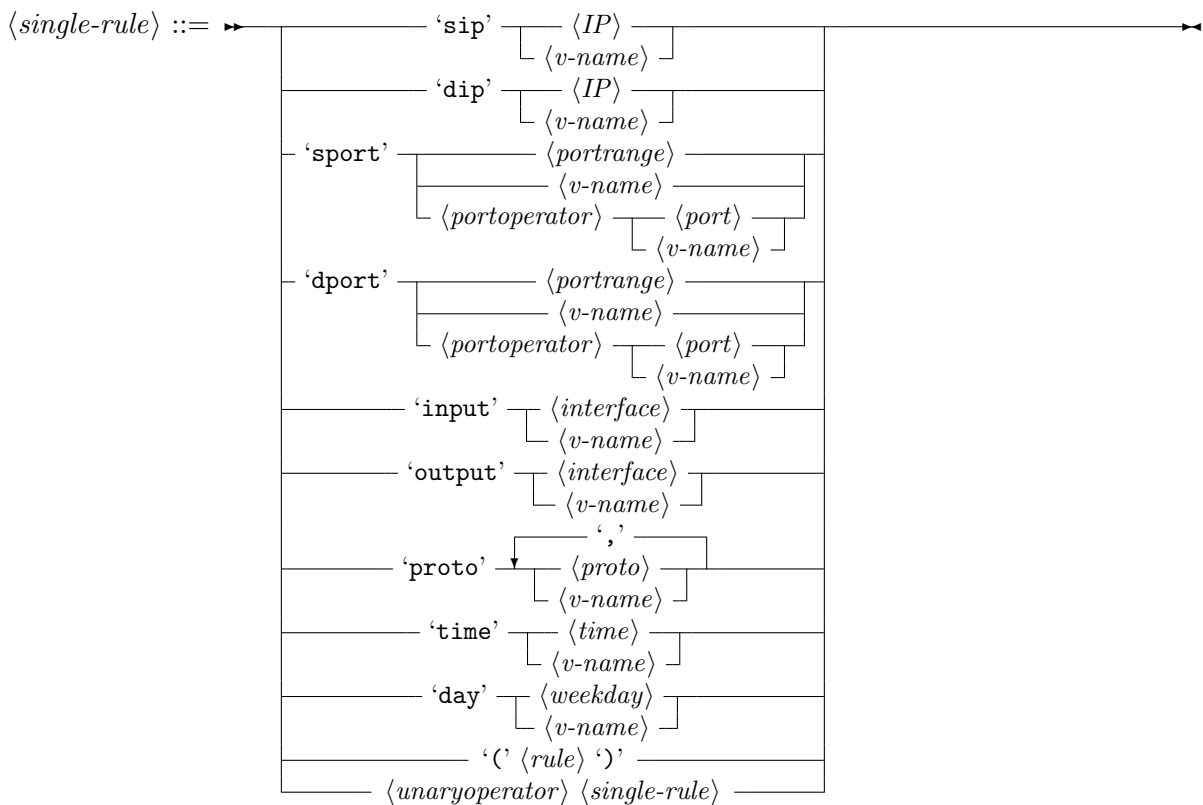 ⟨single-rule⟩ ::= ‘sip’ ⟨IP⟩
⟨v-name⟩
‘dip’ ⟨IP⟩
⟨v-name⟩
‘sport’ ⟨portrange⟩
⟨v-name⟩
⟨portoperator⟩ ⟨port⟩
⟨v-name⟩
‘dport’ ⟨portrange⟩
⟨v-name⟩
⟨portoperator⟩ ⟨port⟩
⟨v-name⟩
‘input’ ⟨interface⟩
⟨v-name⟩
‘output’ ⟨interface⟩
⟨v-name⟩
‘,’
‘proto’ ⟨proto⟩
⟨v-name⟩
‘time’ ⟨time⟩
⟨v-name⟩
‘day’ ⟨weekday⟩
⟨v-name⟩
‘(’ ⟨rule⟩ ‘)’
⟨unaryoperator⟩ ⟨single-rule⟩